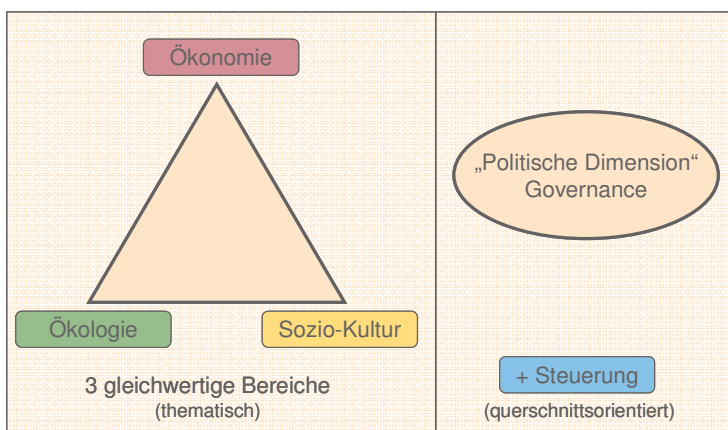 Ökonomie
Ökologie
Sozio-Kultur
3 gleichwertige Bereiche
(thematisch)
„Politische Dimension“
Governance
+ Steuerung
(querschnittsorientiert)